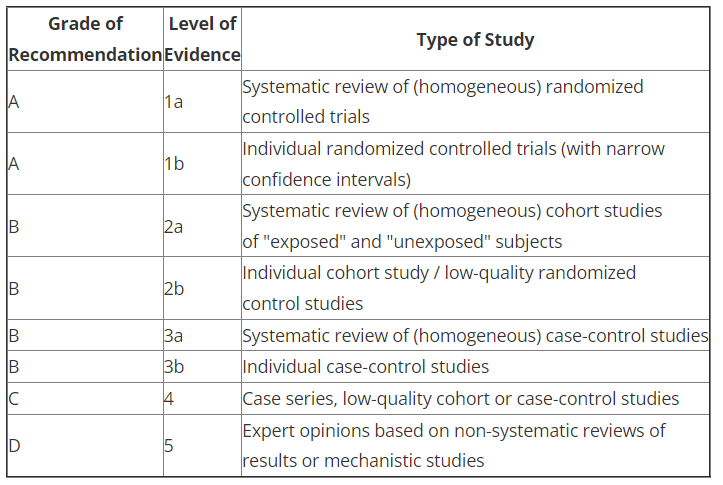 Grade of Recommendation Level of Evidence Type of Study
A 1a Systematic review of (homogeneous) randomized
controlled trials
A 1b Individual randomized controlled trials (with narrow
confidence intervals)
B 2a Systematic review of (homogeneous) cohort studies
of "exposed" and "unexposed" subjects
B 2b Individual cohort study / low-quality randomized
control studies
B 3a Systematic review of (homogeneous) case-control studies
B 3b Individual case-control studies
C 4 Case series, low-quality cohort or case-control studies
D 5 Expert opinions based on non-systematic reviews of
results or mechanistic studies